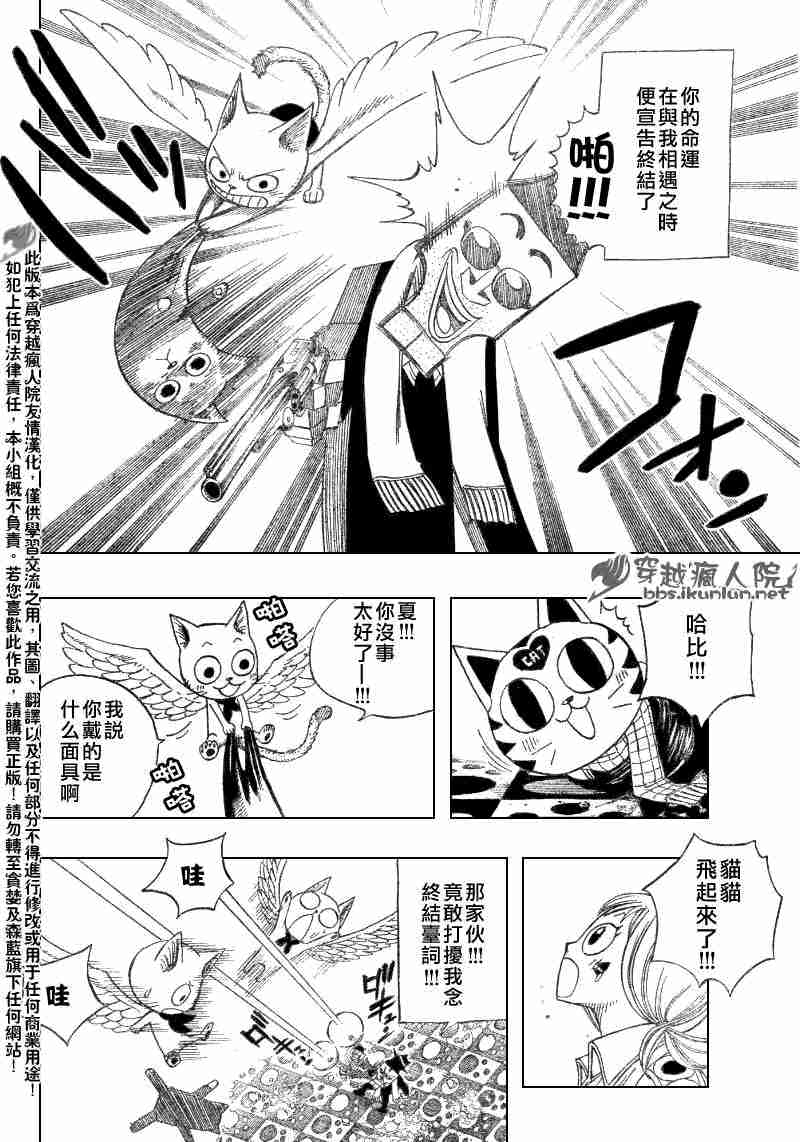 你的命運
在與我相遇之時
便宣告終結了
啪!!!
穿越瘋人院
bbs.ikunlun.net
哈比!!!
CAT
夏!!!
你沒事
太好了ー!!!
啪嗒
我說
你戴的是
什么面具啊
啪嗒
貓貓
飛起來了!!!
那家伙!!!
竟敢打擾我念
終結臺詞!!!
哇
哇
此版本爲穿越瘋人院友情漢化，僅供學習交流之用，其圖、翻譯以及任何部分不得進行修改或用于任何商業用途！
如犯上任何法律責任，本小組概不負責。若您喜歡此作品，請購買正版！請勿轉至貪婪及森藍旗下任何網站！